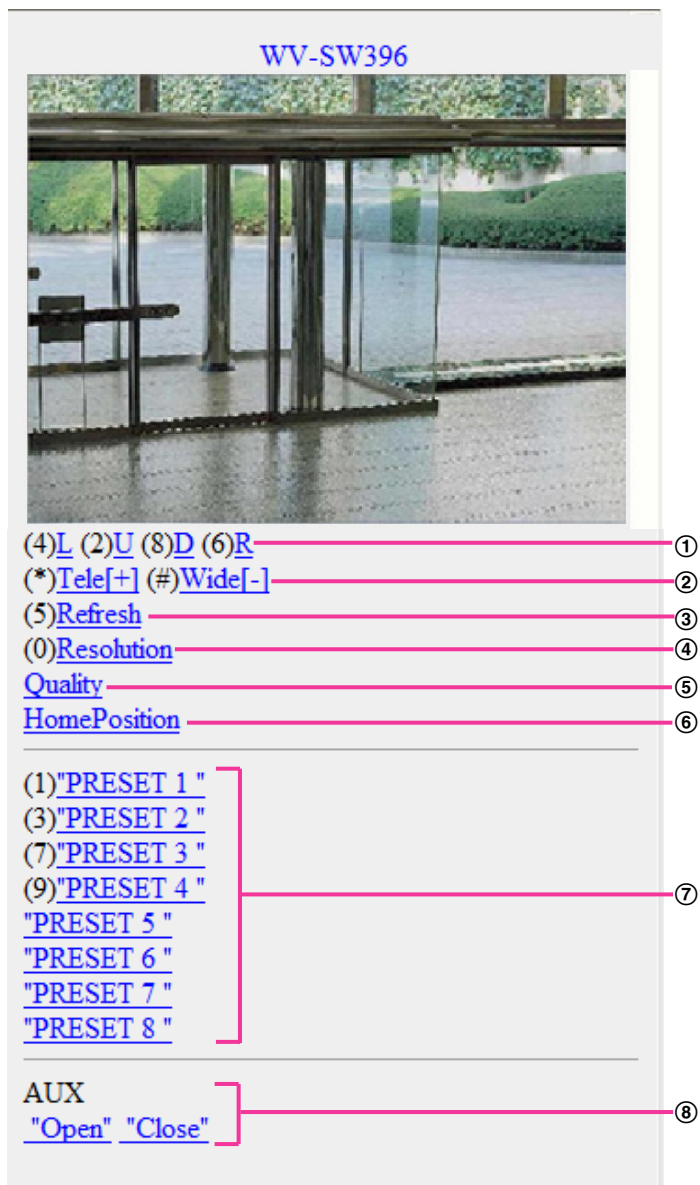 WV-SW396
(4)L (2)U (8)D (6)R ①
(*)Tele[+] (#)Wide[-] ②
(5)Refresh ③
(0)Resolution ④
Quality ⑤
HomePosition ⑥
(1)"PRESET 1 "
(3)"PRESET 2 "
(7)"PRESET 3 "
(9)"PRESET 4 " ⑦
"PRESET 5 "
"PRESET 6 "
"PRESET 7 "
"PRESET 8 "
AUX
"Open" "Close" ⑧